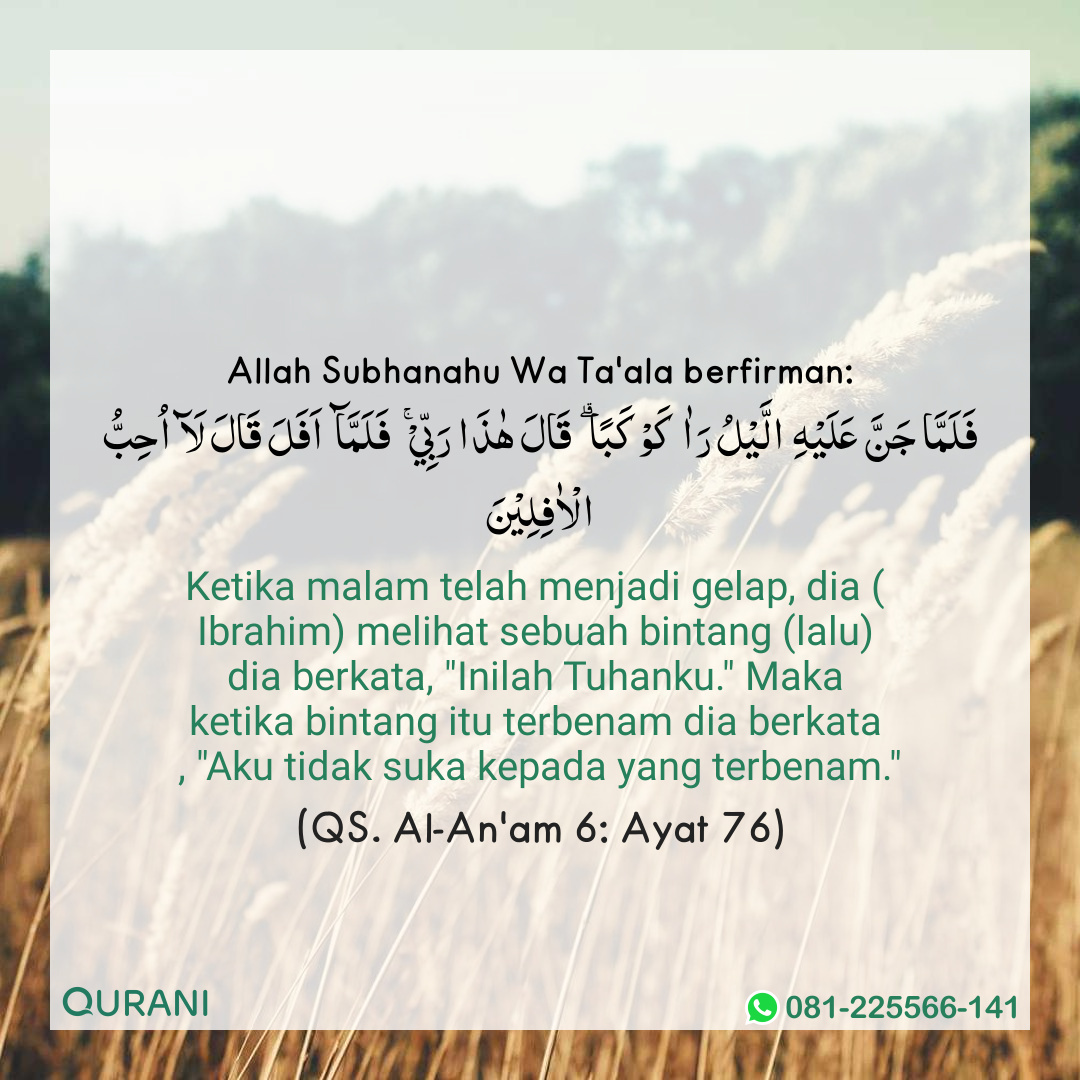 Allah Subhanahu Wa Ta'ala berfirman:
فَلَمَّا جَنَّ عَلَيْهِ الَّيْلُ رَاٰ كَوْ كَبًا ۗ قَالَ هٰذَا رَبِّيْ ۚ فَلَمَّاۤ اَفَلَ قَالَ لَاۤ اُحِبُّ
الْاٰفِلِيْنَ
Ketika malam telah menjadi gelap, dia (
Ibrahim) melihat sebuah bintang (lalu)
dia berkata, "Inilah Tuhanku." Maka
ketika bintang itu terbenam dia berkata
, "Aku tidak suka kepada yang terbenam."
(QS. Al-An'am 6: Ayat 76)
QURANI
081-225566-141